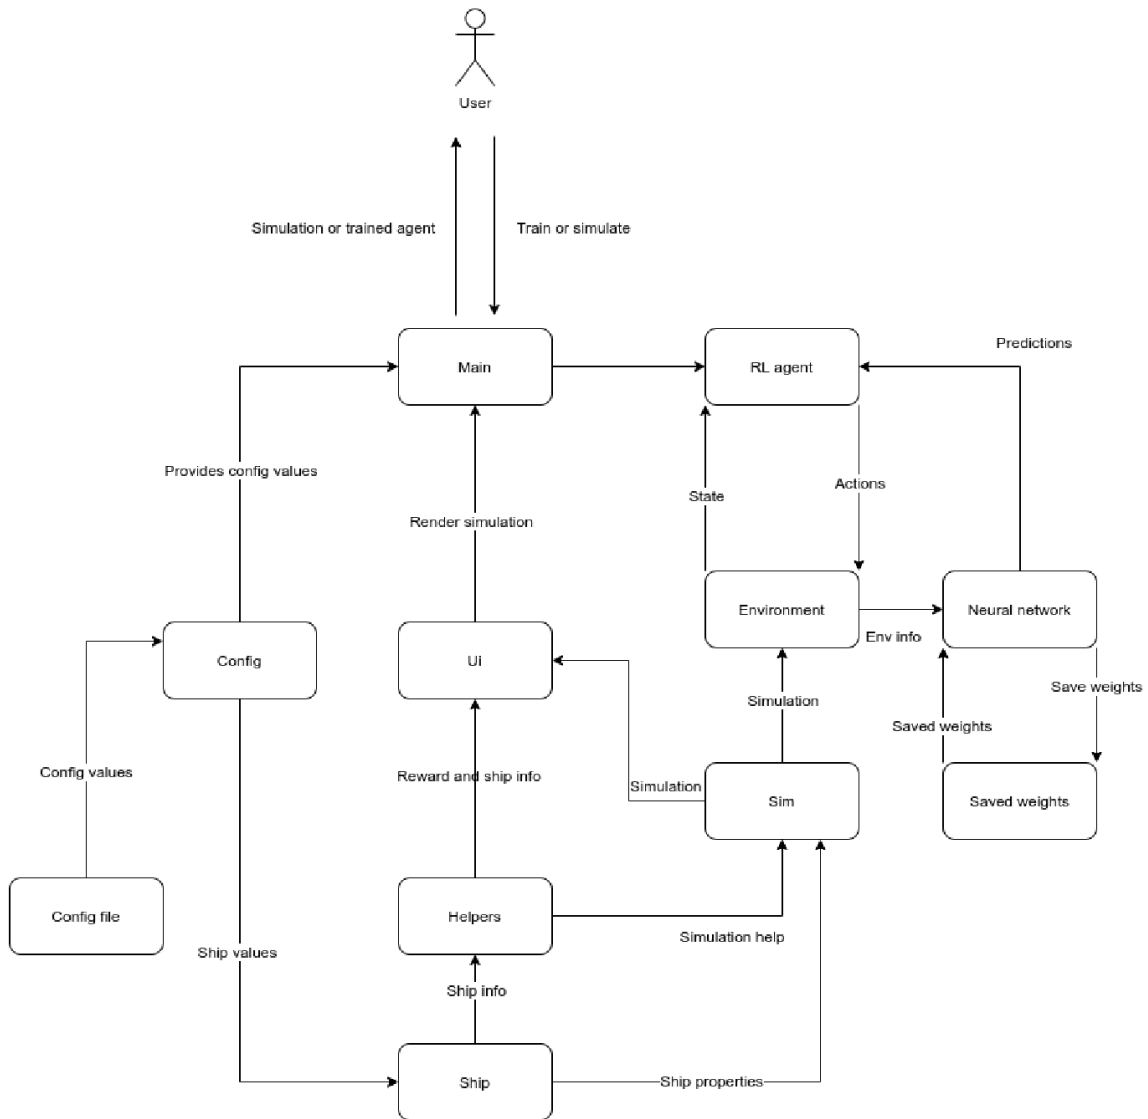 User
Simulation or trained agent
Train or simulate
Main
RL agent
Predictions
Provides config values
State
Actions
Render simulation
Environment
Neural network
Env info
Config
Ui
Simulation
Save weights
Saved weights
Config values
Reward and ship info
Simulation
Sim
Saved weights
Config file
Helpers
Simulation help
Ship values
Ship info
Ship
Ship properties